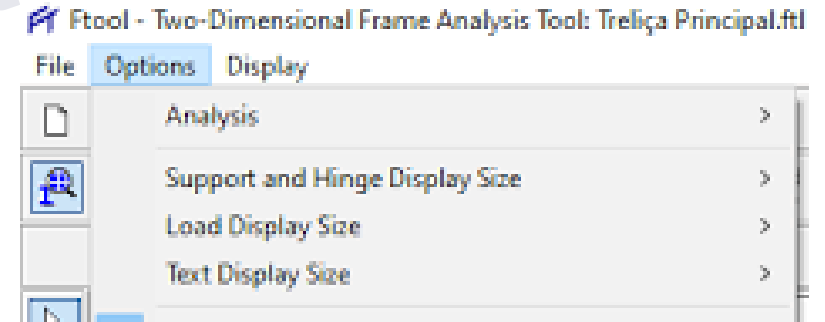 Ftool - Two-Dimensional Frame Analysis Tool: Treliça Principal.ftl
File Options Display
Analysis
Support and Hinge Display Size
Load Display Size
Text Display Size